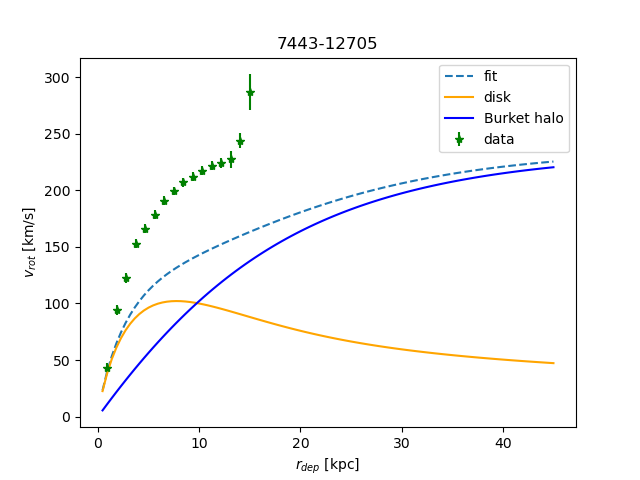 7443-12705
300
250
200
150
100
50
0
v_rot [km/s]
fit
disk
Burket halo
data
0 10 20 30 40
r_dep [kpc]